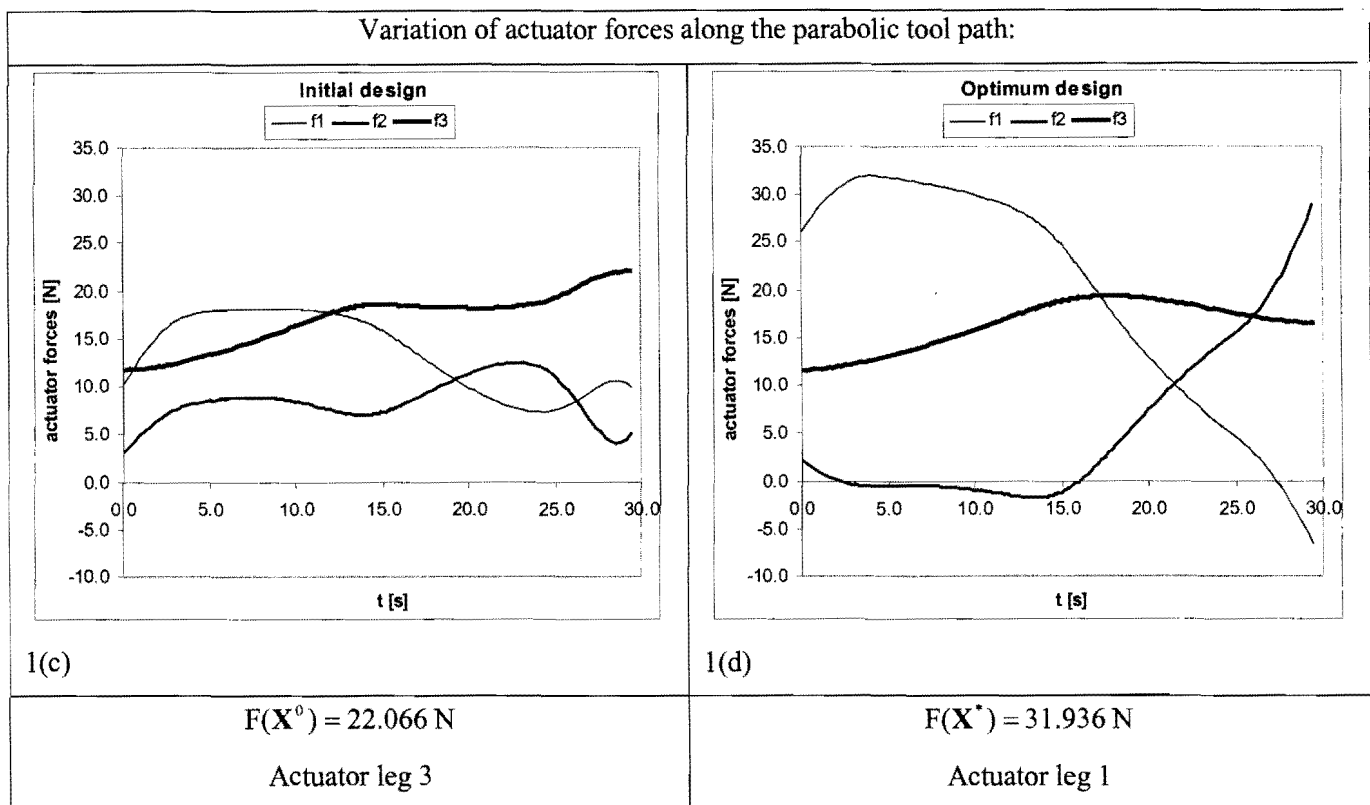 Variation of actuator forces along the parabolic tool path:
Initial design
f1 f2 f3
35.0
30.0
25.0
20.0
15.0
10.0
5.0
0.0
-5.0
-10.0
actuator forces [N]
0.0 5.0 10.0 15.0 20.0 25.0 30.0
t [s]
1(c)
Optimum design
f1 f2 f3
35.0
30.0
25.0
20.0
15.0
10.0
5.0
0.0
-5.0
-10.0
actuator forces [N]
0.0 5.0 10.0 15.0 20.0 25.0 30.0
t [s]
1(d)
F(X⁰) = 22.066 N
Actuator leg 3
F(X*) = 31.936 N
Actuator leg 1